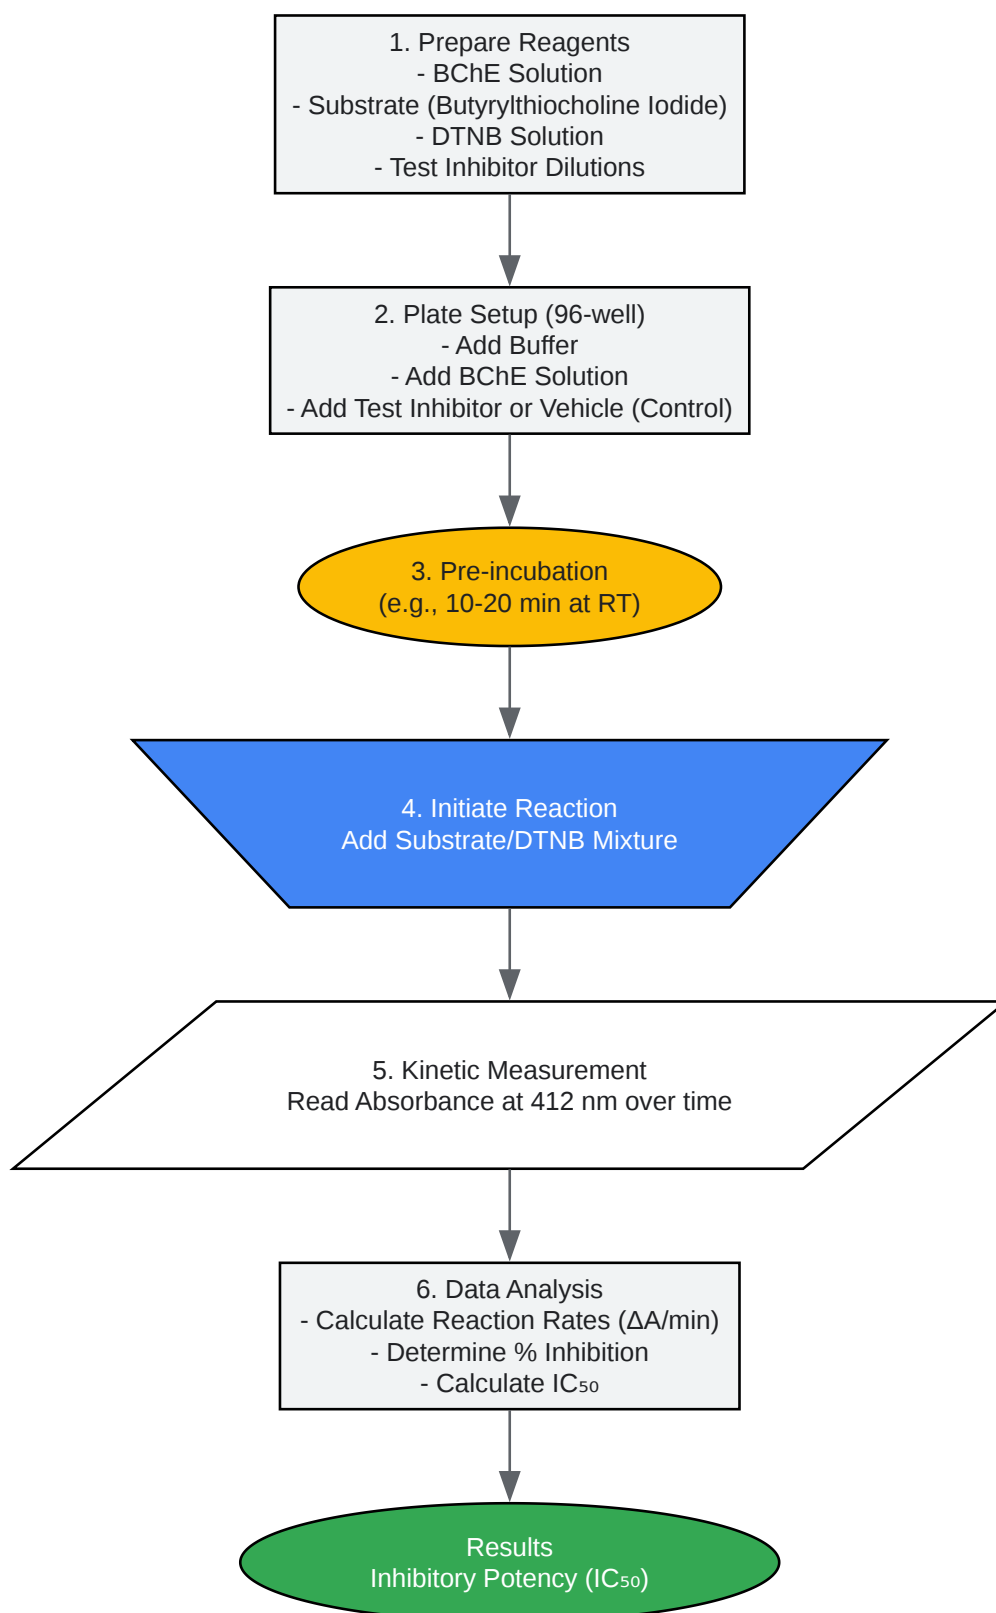 1. Prepare Reagents
- BChE Solution
- Substrate (Butyrylthiocholine Iodide)
- DTNB Solution
- Test Inhibitor Dilutions
2. Plate Setup (96-well)
- Add Buffer
- Add BChE Solution
- Add Test Inhibitor or Vehicle (Control)
3. Pre-incubation
(e.g., 10-20 min at RT)
4. Initiate Reaction
Add Substrate/DTNB Mixture
5. Kinetic Measurement
Read Absorbance at 412 nm over time
6. Data Analysis
- Calculate Reaction Rates (ΔA/min)
- Determine % Inhibition
- Calculate IC₅₀
Results
Inhibitory Potency (IC₅₀)